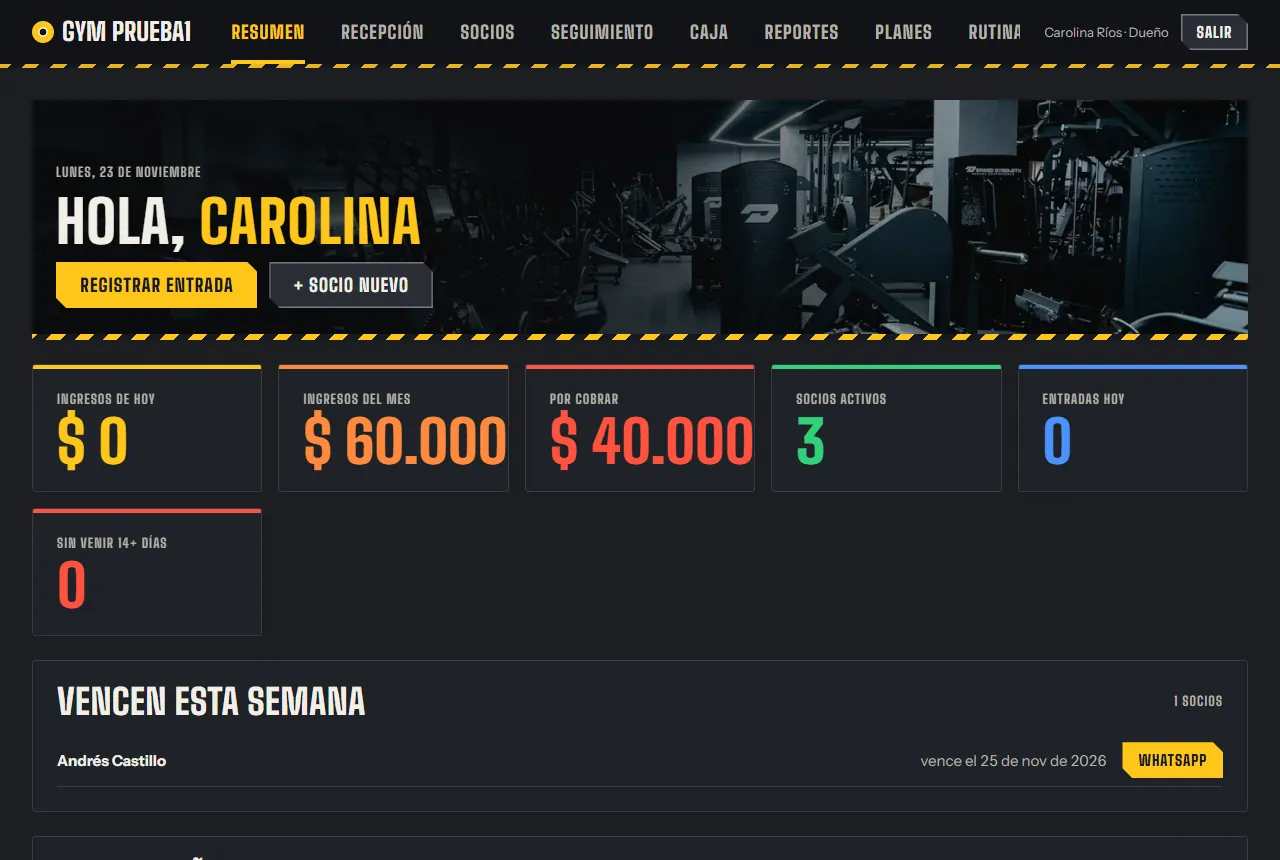 GYM PRUEBA1
RESUMEN
RECEPCIÓN
SOCIOS
SEGUIMIENTO
CAJA
REPORTES
PLANES
RUTINA
Carolina Ríos · Dueño
SALIR
LUNES, 23 DE NOVIEMBRE
HOLA, CAROLINA
REGISTRAR ENTRADA
+ SOCIO NUEVO
INGRESOS DE HOY
$ 0
INGRESOS DEL MES
$ 60.000
POR COBRAR
$ 40.000
SOCIOS ACTIVOS
3
ENTRADAS HOY
0
SIN VENIR 14+ DÍAS
0
VENCEN ESTA SEMANA
1 SOCIOS
Andrés Castillo
vence el 25 de nov de 2026
WHATSAPP